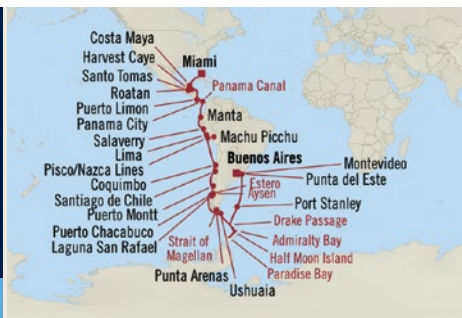 Costa Maya
Harvest Caye
Miami
Santo Tomas
Roatan
Panama Canal
Puerto Limon
Panama City
Manta
Salaverry
Lima
Machu Picchu
Pisco/Nazca Lines
Buenos Aires
Montevideo
Coquimbo
Punta del Este
Santiago de Chile
Estero
Aysen
Puerto Montt
Port Stanley
Puerto Chacabuco
Drake Passage
Laguna San Rafael
Strait of
Magellan
Admiralty Bay
Half Moon Island
Punta Arenas
Paradise Bay
Ushuaia